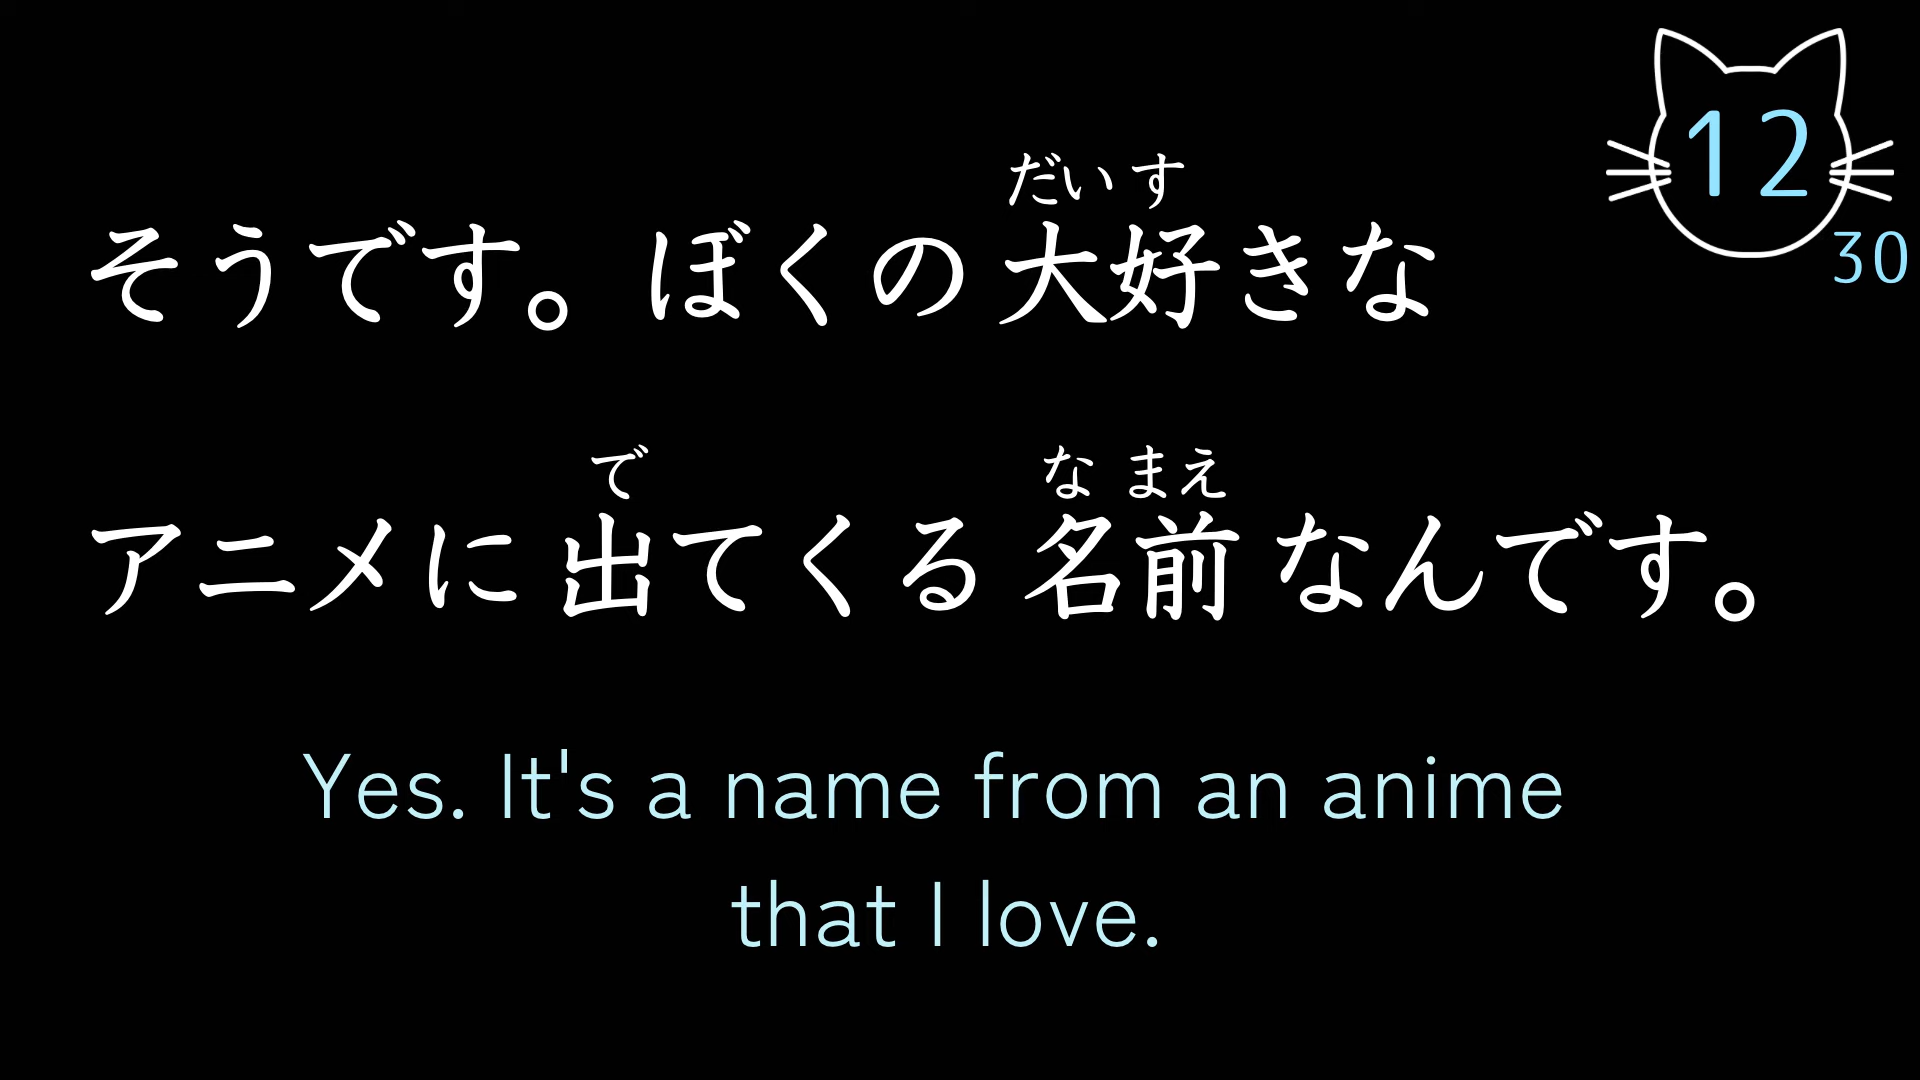 12
30
だいす
そうです。ぼくの大好きな
で なまえ
アニメに出てくる名前なんです。
Yes. It's a name from an anime
that I love.